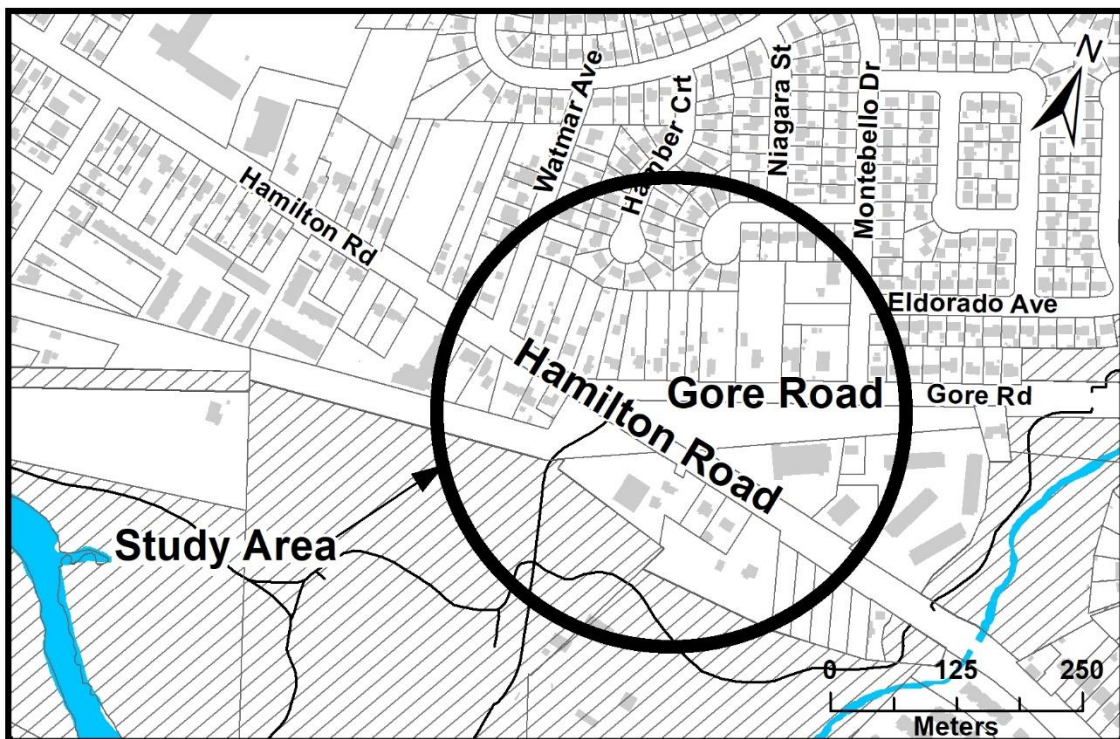 N
Watmar Ave
Hamber Crt
Niagara St
Montebello Dr
Hamilton Rd
Eldorado Ave
Hamilton Road
Gore Road
Gore Rd
Study Area
0 125 250
Meters